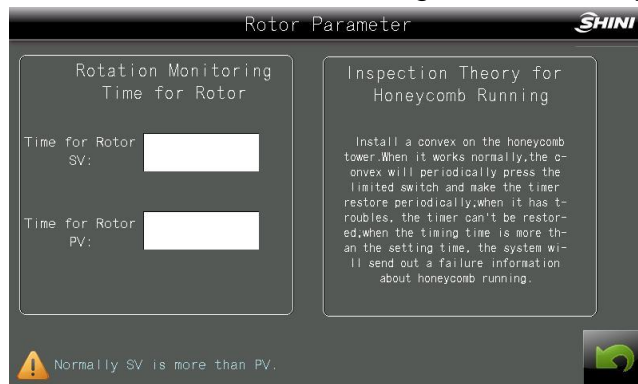 Rotor Parameter
SHINI
Rotation Monitoring
Time for Rotor
Time for Rotor
SV:
Time for Rotor
PV:
Inspection Theory for
Honeycomb Running
Install a convex on the honeycomb
tower.When it works normally,the c-
onvex will periodically press the
limited switch and make the timer
restore periodically;when it has t-
roubles, the timer can't be restor-
ed;when the timing time is more th-
an the setting time, the system wi-
ll send out a failure information
about honeycomb running.
Normally SV is more than PV.